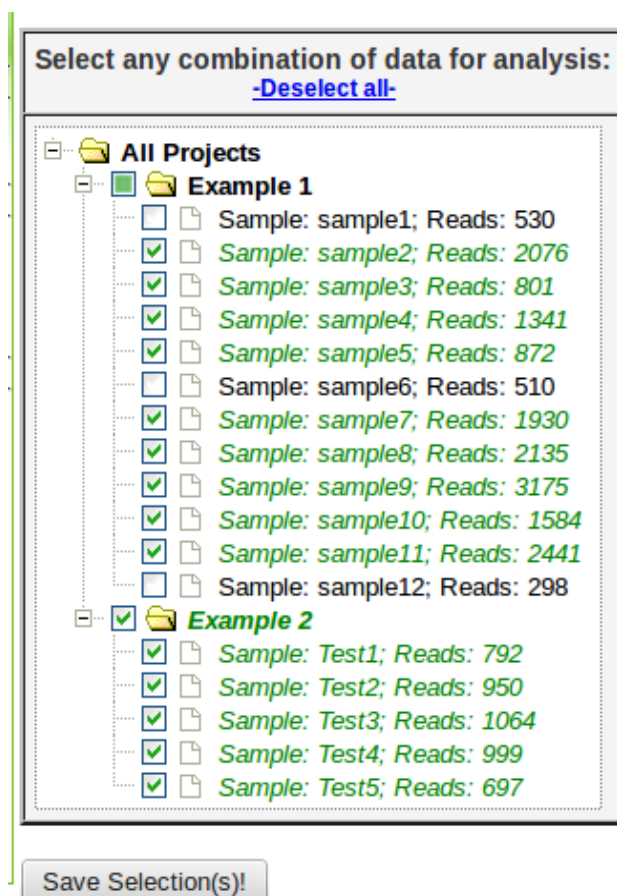 Select any combination of data for analysis:
-Deselect all-
All Projects
Example 1
Sample: sample1; Reads: 530
Sample: sample2; Reads: 2076
Sample: sample3; Reads: 801
Sample: sample4; Reads: 1341
Sample: sample5; Reads: 872
Sample: sample6; Reads: 510
Sample: sample7; Reads: 1930
Sample: sample8; Reads: 2135
Sample: sample9; Reads: 3175
Sample: sample10; Reads: 1584
Sample: sample11; Reads: 2441
Sample: sample12; Reads: 298
Example 2
Sample: Test1; Reads: 792
Sample: Test2; Reads: 950
Sample: Test3; Reads: 1064
Sample: Test4; Reads: 999
Sample: Test5; Reads: 697
Save Selection(s)!